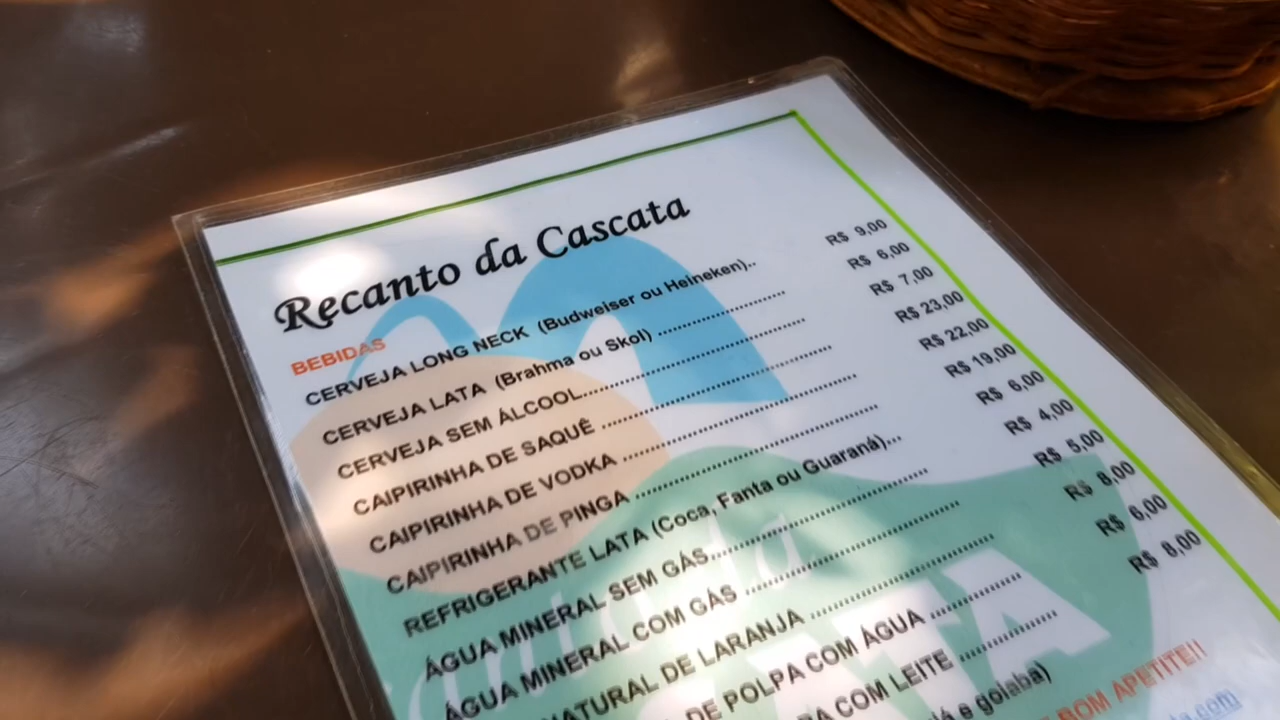 Recanto da Cascata
BEBIDAS
CERVEJA LONG NECK (Budweiser ou Heineken).. R$ 9,00
CERVEJA LATA (Brahma ou Skol) ........................ R$ 6,00
CERVEJA SEM ÁLCOOL........................................ R$ 7,00
CAIPIRINHA DE SAQUÊ ........................................ R$ 23,00
CAIPIRINHA DE VODKA ........................................ R$ 22,00
CAIPIRINHA DE PINGA ........................................ R$ 19,00
REFRIGERANTE LATA (Coca, Fanta ou Guaraná)... R$ 6,00
ÁGUA MINERAL SEM GÁS........................................ R$ 4,00
ÁGUA MINERAL COM GÁS ........................................ R$ 5,00
NATURAL DE LARANJA ................................ R$ 8,00
DE POLPA COM ÁGUA .................... R$ 6,00
COM LEITE .................... R$ 8,00
e goiaba)
BOM APETITE!!
.com